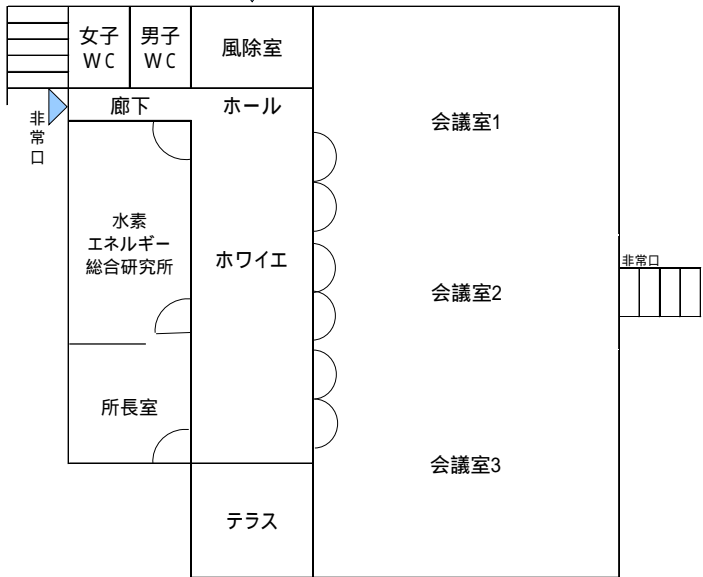 女子
WC
男子
WC
風除室
廊下
ホール
会議室1
非
常
口
水素
エネルギー
総合研究所
ホワイエ
非常口
会議室2
所長室
会議室3
テラス